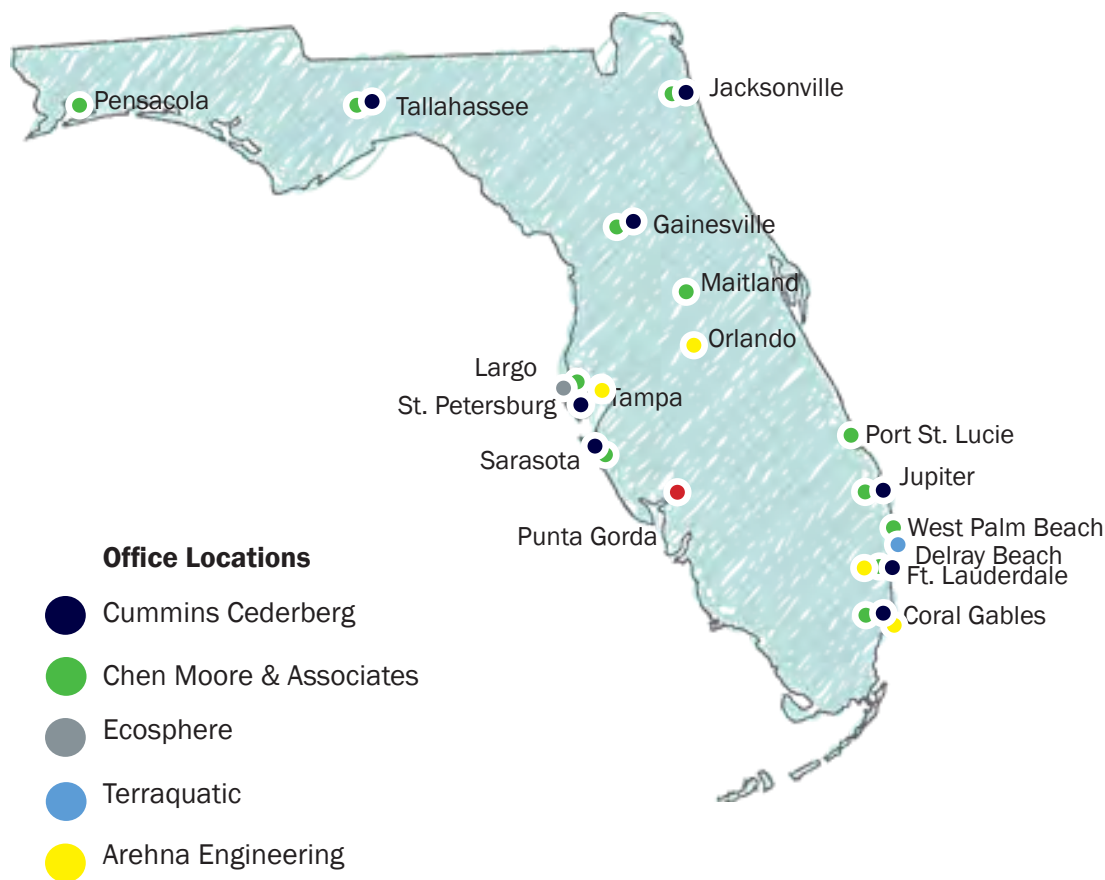 Pensacola
Tallahassee
Jacksonville
Gainesville
Maitland
Orlando
Largo
Tampa
St. Petersburg
Port St. Lucie
Sarasota
Jupiter
West Palm Beach
Punta Gorda
Delray Beach
Ft. Lauderdale
Coral Gables
Office Locations
Cummins Cederberg
Chen Moore & Associates
Ecosphere
Terraquatic
Arehna Engineering